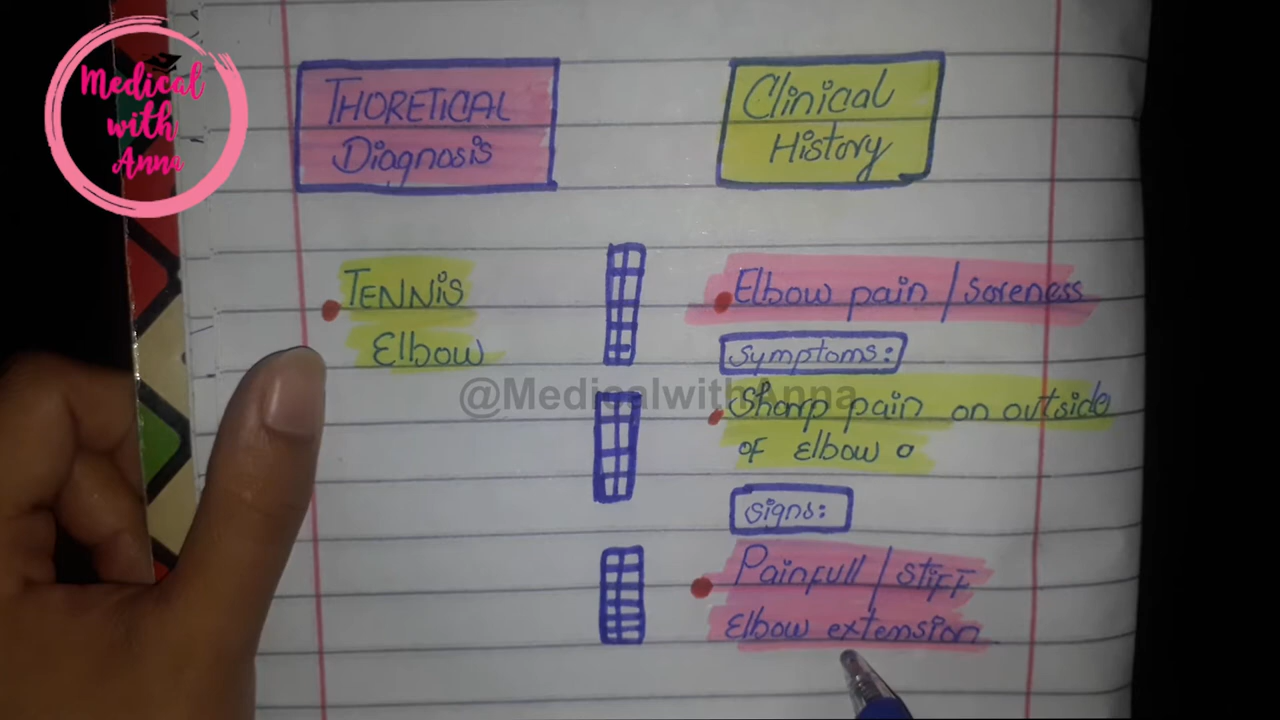 Medical
with
Anna
THORETICAL
Diagnosis
Clinical
History
TENNIS
Elbow
Elbow pain / soreness
Symptoms:
@MedicalwithAnna
Sharp pain on outside
of Elbow
Signs:
Painfull / stiff
Elbow extension